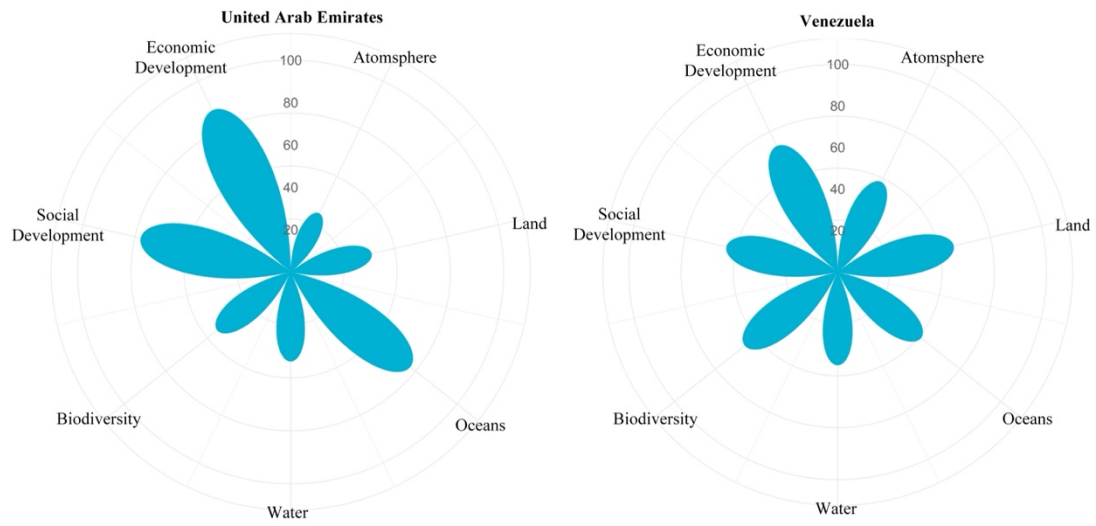 United Arab Emirates
Economic
Development
Atomsphere
100
80
60
40
20
Social
Development
Land
Biodiversity
Oceans
Water
Venezuela
Economic
Development
Atomsphere
100
80
60
40
20
Social
Development
Land
Biodiversity
Oceans
Water